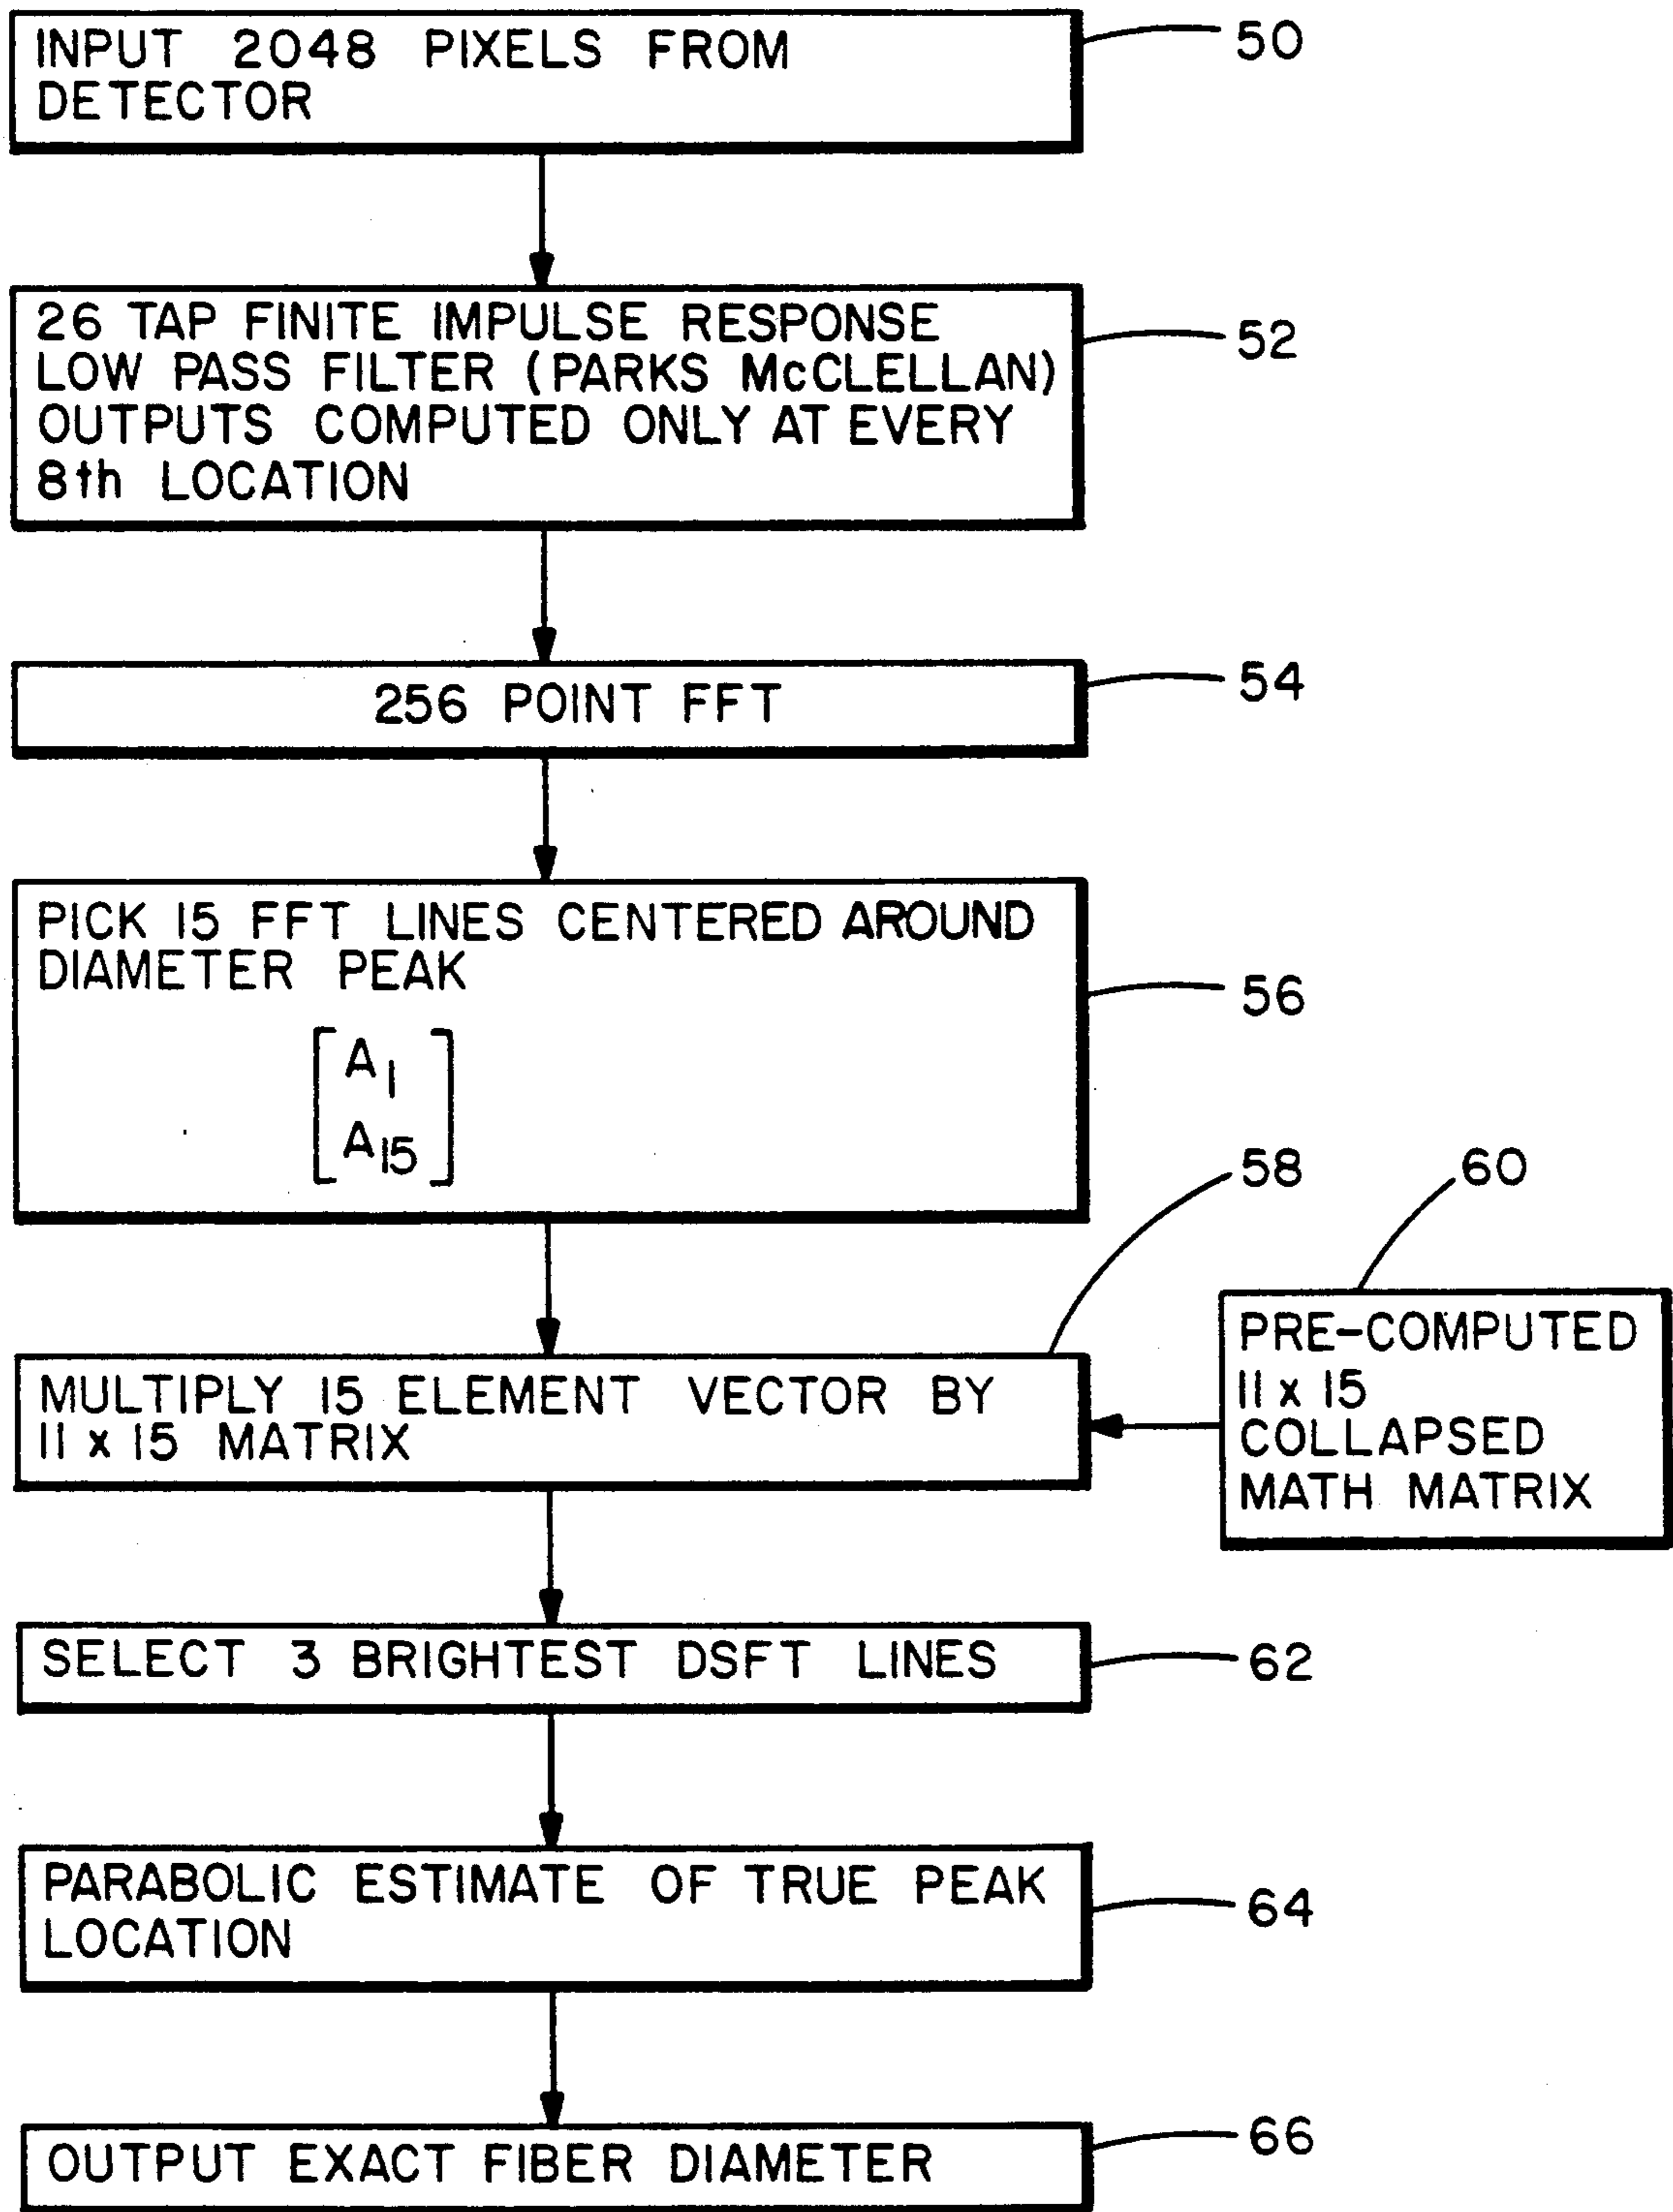 INPUT 2048 PIXELS FROM
DETECTOR
50
26 TAP FINITE IMPULSE RESPONSE
LOW PASS FILTER (PARKS McCLELLAN)
OUTPUTS COMPUTED ONLY AT EVERY
8th LOCATION
52
256 POINT FFT
54
PICK 15 FFT LINES CENTERED AROUND
DIAMETER PEAK
A1
A15
56
58
60
MULTIPLY 15 ELEMENT VECTOR BY
11 x 15 MATRIX
PRE-COMPUTED
11 x 15
COLLAPSED
MATH MATRIX
SELECT 3 BRIGHTEST DSFT LINES
62
PARABOLIC ESTIMATE OF TRUE PEAK
LOCATION
64
OUTPUT EXACT FIBER DIAMETER
66